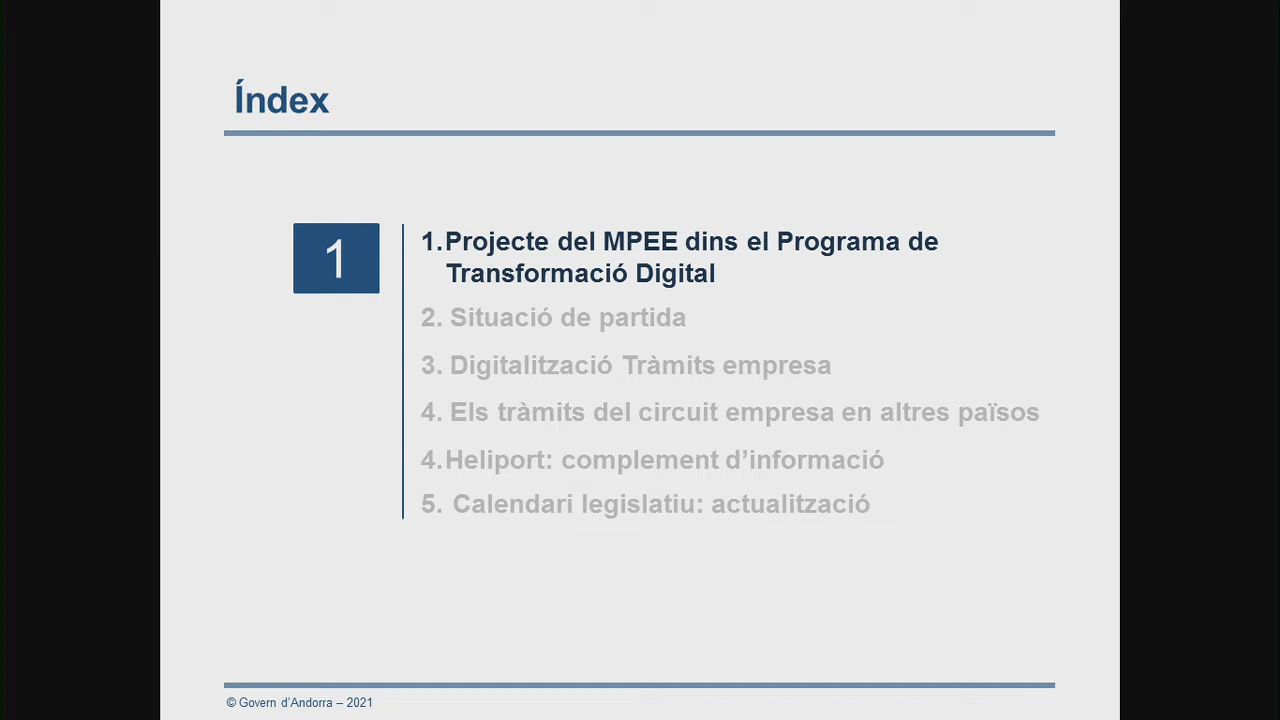 Índex
1
1.Projecte del MPEE dins el Programa de
Transformació Digital
2. Situació de partida
3. Digitalització Tràmits empresa
4. Els tràmits del circuit empresa en altres països
4.Heliport: complement d’informació
5. Calendari legislatiu: actualització
© Govern d’Andorra – 2021